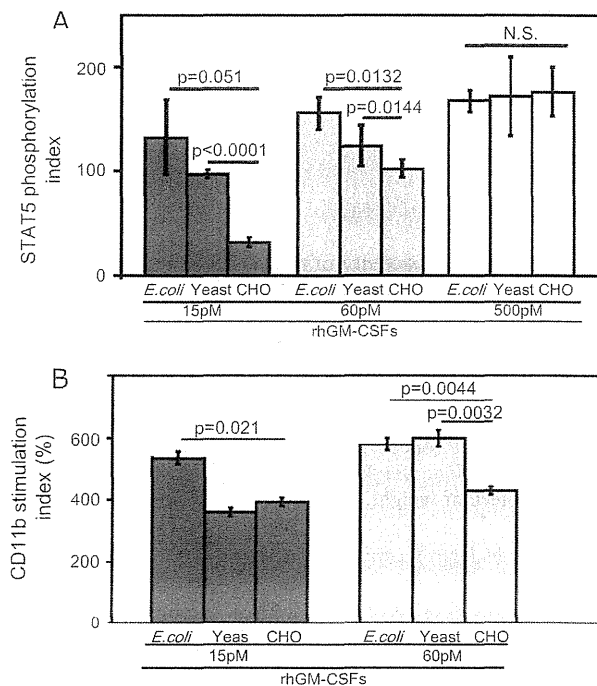 A
STAT5 phosphorylation
index
200
100
0
p=0.051
p<0.0001
p=0.0132
p=0.0144
N.S.
E.coli Yeast CHO E.coli Yeast CHO E.coli Yeast CHO
15pM 60pM 500pM
rhGM-CSFs
B
CD11b stimulation
index (%)
600
400
200
0
p=0.021
p=0.0044
p=0.0032
E.coli Yeas CHO E.coli Yeast CHO
15pM 60pM
rhGM-CSFs